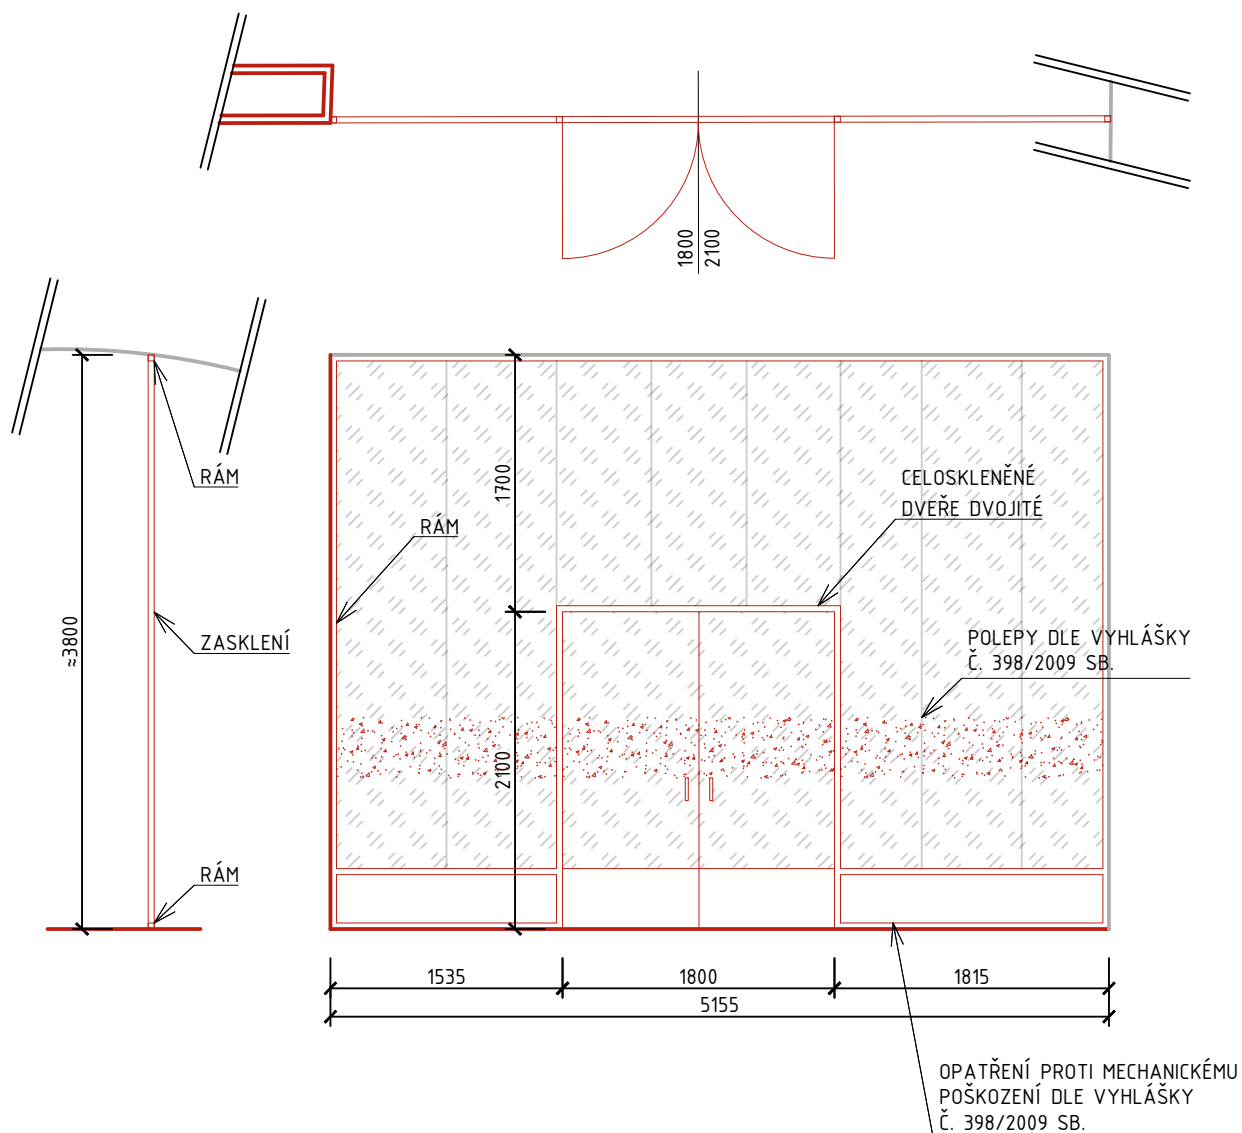 1800
2100
RÁM
ZASKLENÍ
RÁM
≈3800
RÁM
1700
2100
CELOSKLENĚNÉ
DVEŘE DVOJITÉ
POLEPY DLE VYHLÁŠKY
Č. 398/2009 SB.
1535
1800
1815
5155
OPATŘENÍ PROTI MECHANICKÉMU
POŠKOZENÍ DLE VYHLÁŠKY
Č. 398/2009 SB.